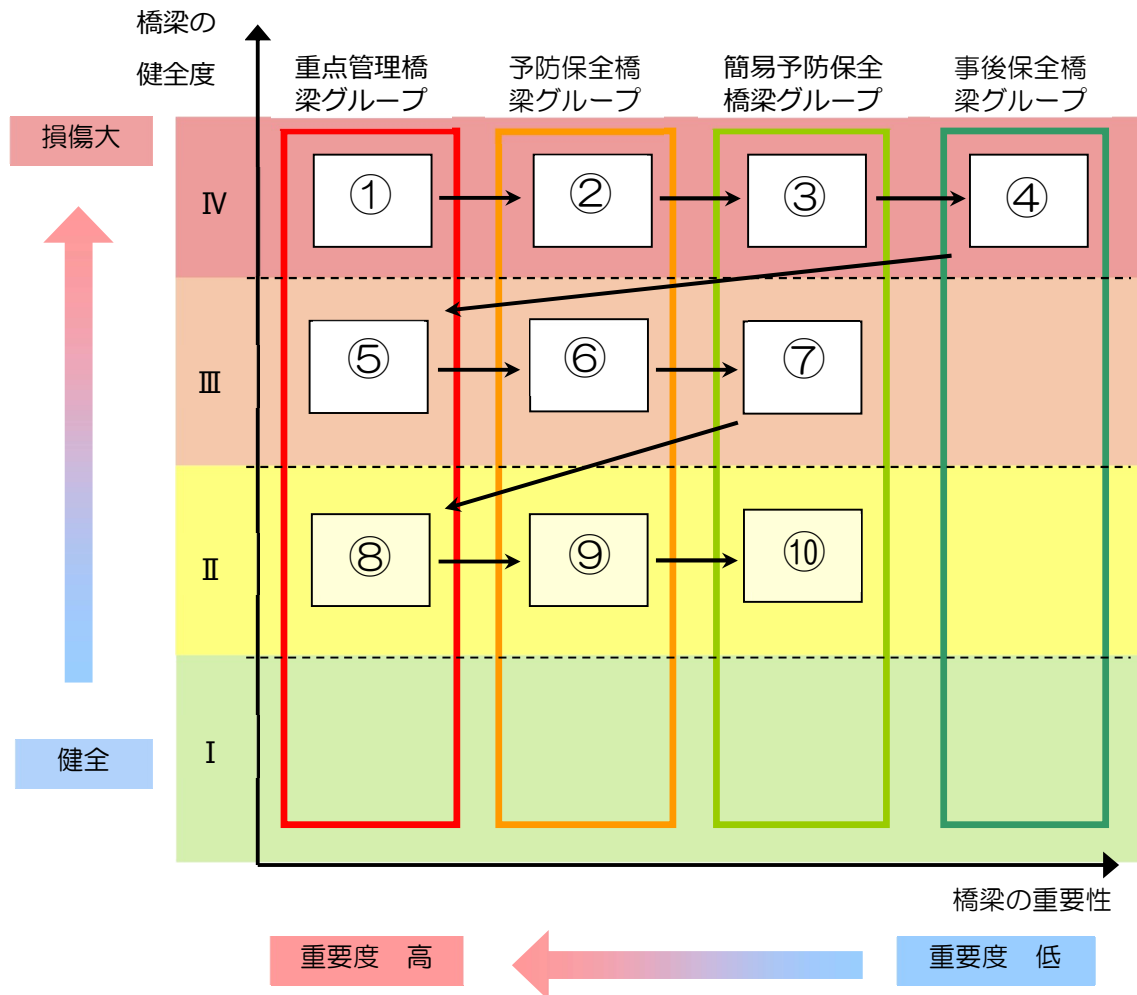 橋梁の
健全度
重点管理橋
梁グループ
予防保全橋
梁グループ
簡易予防保全
橋梁グループ
事後保全橋
梁グループ
損傷大
Ⅳ
①
②
③
④
Ⅲ
⑤
⑥
⑦
Ⅱ
⑧
⑨
⑩
Ⅰ
健全
橋梁の重要性
重要度　高
重要度　低